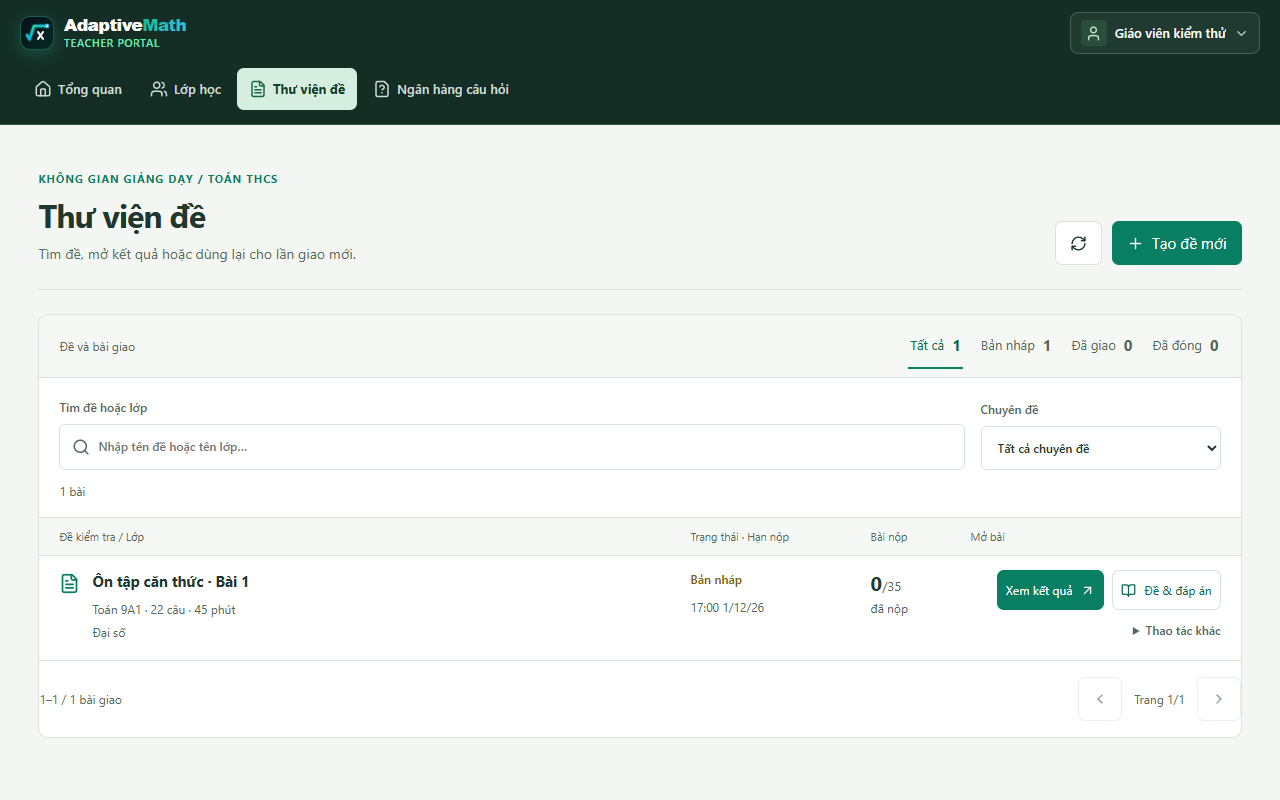 AdaptiveMath
TEACHER PORTAL
Giáo viên kiểm thử
Tổng quan
Lớp học
Thư viện đề
Ngân hàng câu hỏi
KHÔNG GIAN GIẢNG DẠY / TOÁN THCS
Thư viện đề
Tìm đề, mở kết quả hoặc dùng lại cho lần giao mới.
Tạo đề mới
Đề và bài giao
Tất cả 1
Bản nháp 1
Đã giao 0
Đã đóng 0
Tìm đề hoặc lớp
Chuyên đề
Nhập tên đề hoặc tên lớp...
Tất cả chuyên đề
1 bài
Đề kiểm tra / Lớp
Trạng thái · Hạn nộp
Bài nộp
Mở bài
Ôn tập căn thức · Bài 1
Toán 9A1 · 22 câu · 45 phút
Đại số
Bản nháp
17:00 1/12/26
0/35
đã nộp
Xem kết quả
Đề & đáp án
Thao tác khác
1–1 / 1 bài giao
Trang 1/1